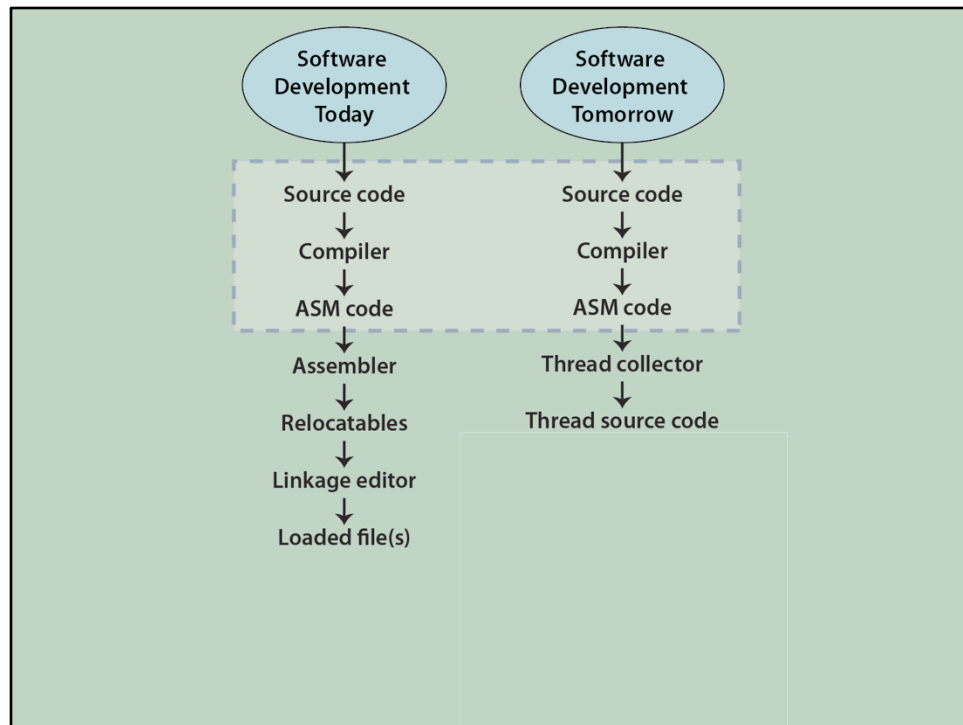 Software
Development
Today
Source code
Compiler
ASM code
Assembler
Relocatables
Linkage editor
Loaded file(s)
Software
Development
Tomorrow
Source code
Compiler
ASM code
Thread collector
Thread source code